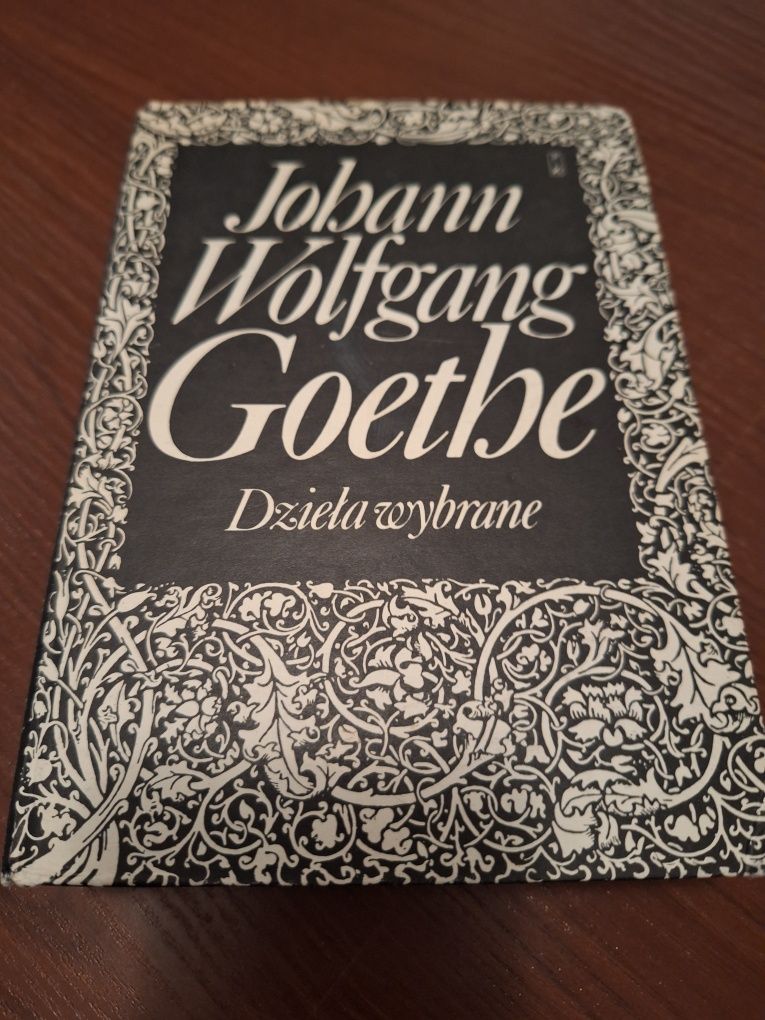 Johann
Wolfgang
Goethe
Dzieła wybrane